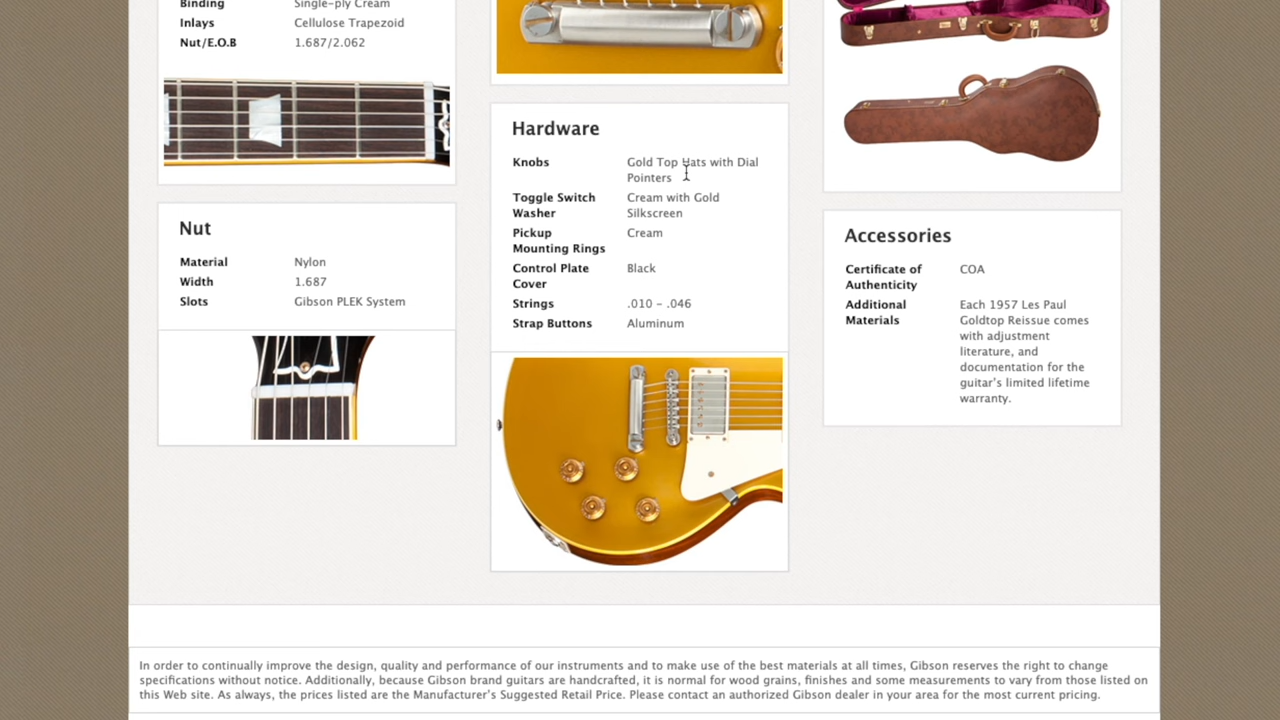 Binding Single-ply Cream
Inlays Cellulose Trapezoid
Nut/E.O.B 1.687/2.062
Nut
Material Nylon
Width 1.687
Slots Gibson PLEK System
Hardware
Knobs Gold Top Hats with Dial
Pointers
Toggle Switch Cream with Gold
Washer Silkscreen
Pickup Cream
Mounting Rings
Control Plate Black
Cover
Strings .010 - .046
Strap Buttons Aluminum
Accessories
Certificate of COA
Authenticity
Additional Each 1957 Les Paul
Materials Goldtop Reissue comes
with adjustment
literature, and
documentation for the
guitar's limited lifetime
warranty.
In order to continually improve the design, quality and performance of our instruments and to make use of the best materials at all times, Gibson reserves the right to change
specifications without notice. Additionally, because Gibson brand guitars are handcrafted, it is normal for wood grains, finishes and some measurements to vary from those listed on
this Web site. As always, the prices listed are the Manufacturer's Suggested Retail Price. Please contact an authorized Gibson dealer in your area for the most current pricing.